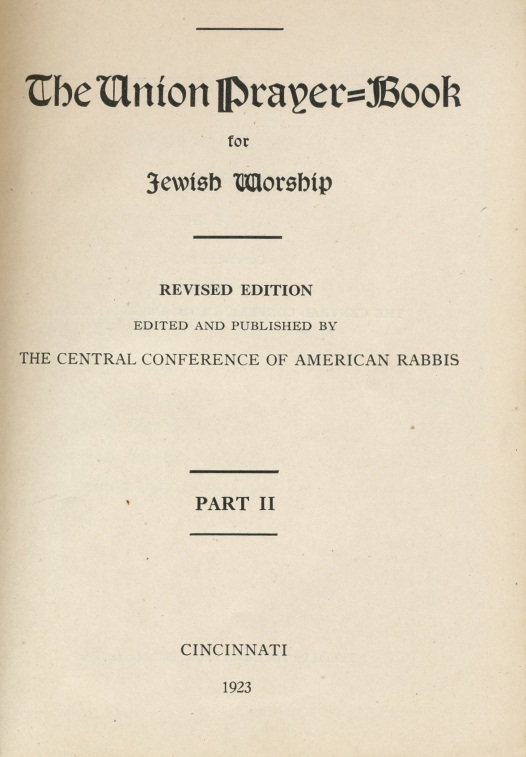 The Union Prayer=Book
for
Jewish Worship
REVISED EDITION
EDITED AND PUBLISHED BY
THE CENTRAL CONFERENCE OF AMERICAN RABBIS
PART II
CINCINNATI
1923